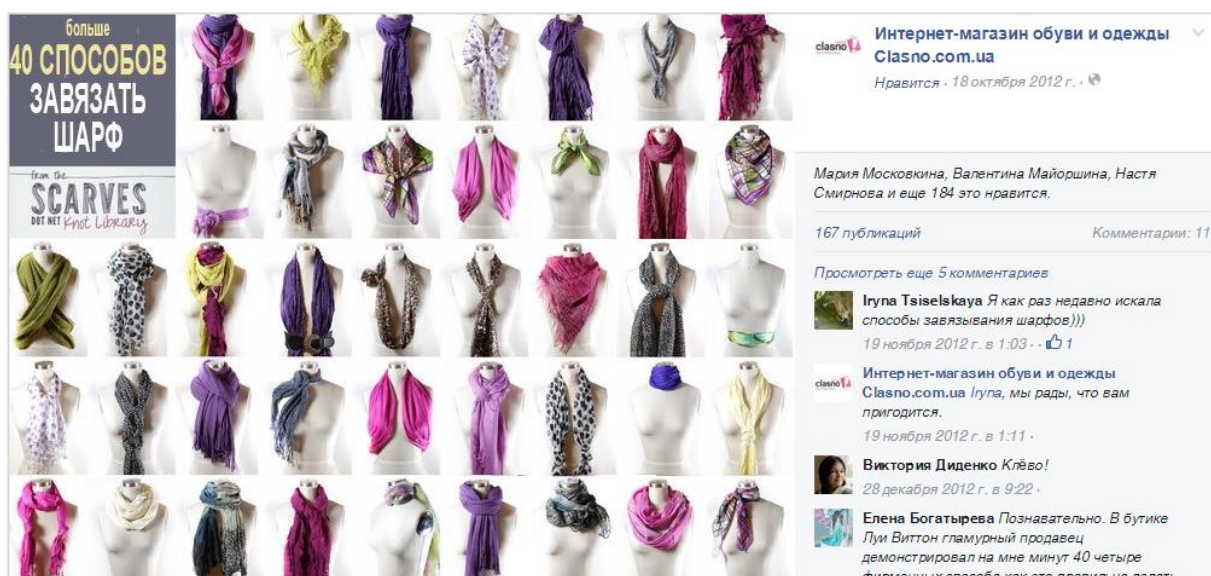 больше
40 СПОСОБОВ
ЗАВЯЗАТЬ
ШАРФ
from the
SCARVES
DOT NET Knot Library
clasno
Интернет-магазин обуви и одежды
Clasno.com.ua
Нравится · 18 октября 2012 г. ·
Мария Московкина, Валентина Майоршина, Настя
Смирнова и еще 184 это нравится.
167 публикаций
Комментарии: 11
Просмотреть еще 5 комментариев
Iryna Tsiselskaya Я как раз недавно искала
способы завязывания шарфов)))
19 ноября 2012 г. в 1:03 · · 1
clasno
Интернет-магазин обуви и одежды
Clasno.com.ua Iryna, мы рады, что вам
пригодится.
19 ноября 2012 г. в 1:11 ·
Виктория Диденко Клёво!
28 декабря 2012 г. в 9:22 ·
Елена Богатырева Познавательно. В бутике
Луи Виттон гламурный продавец
демонстрировал на мне минут 40 четыре